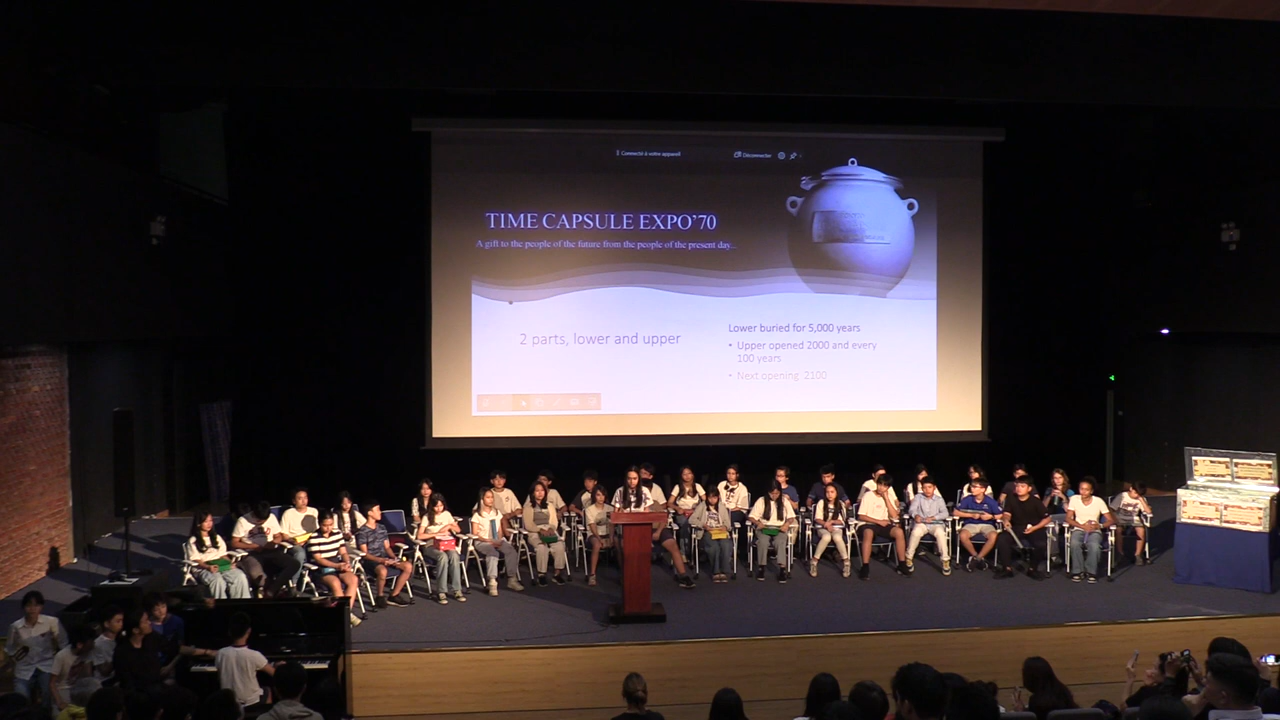 Connecté à votre appareil
Déconnecter
TIME CAPSULE EXPO'70
A gift to the people of the future from the people of the present day...
2 parts, lower and upper
Lower buried for 5,000 years
• Upper opened 2000 and every
100 years
• Next opening 2100